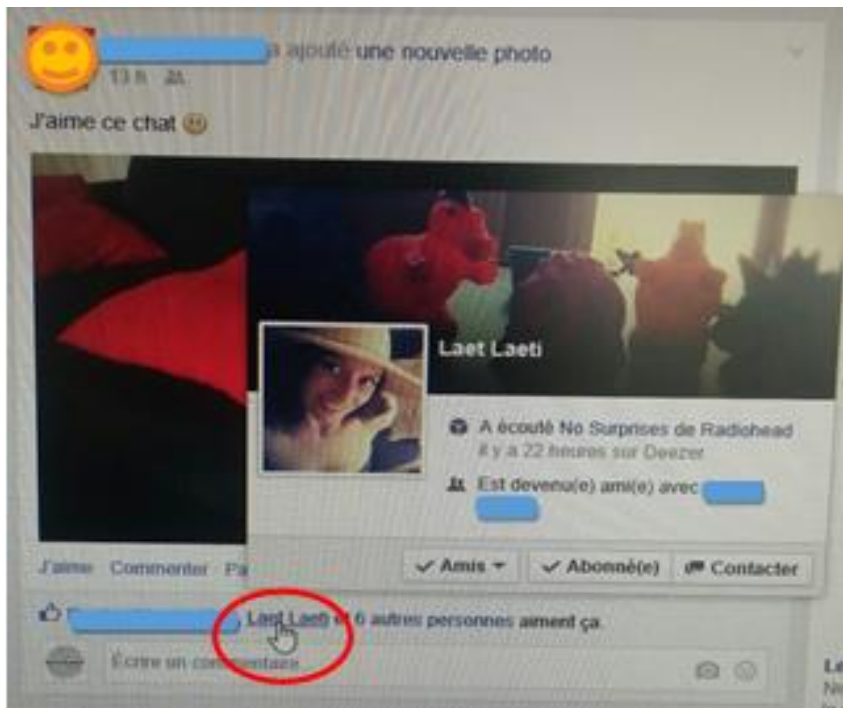 a ajouté une nouvelle photo
13 h
J'aime ce chat
Laet Laeti
A écouté No Surprises de Radiohead
il y a 22 heures sur Deezer
Est devenu(e) ami(e) avec
J'aime Commenter Pa
Amis Abonné(e) Contacter
Laet Laeti et 6 autres personnes aiment ça.
Écrire un commentaire...